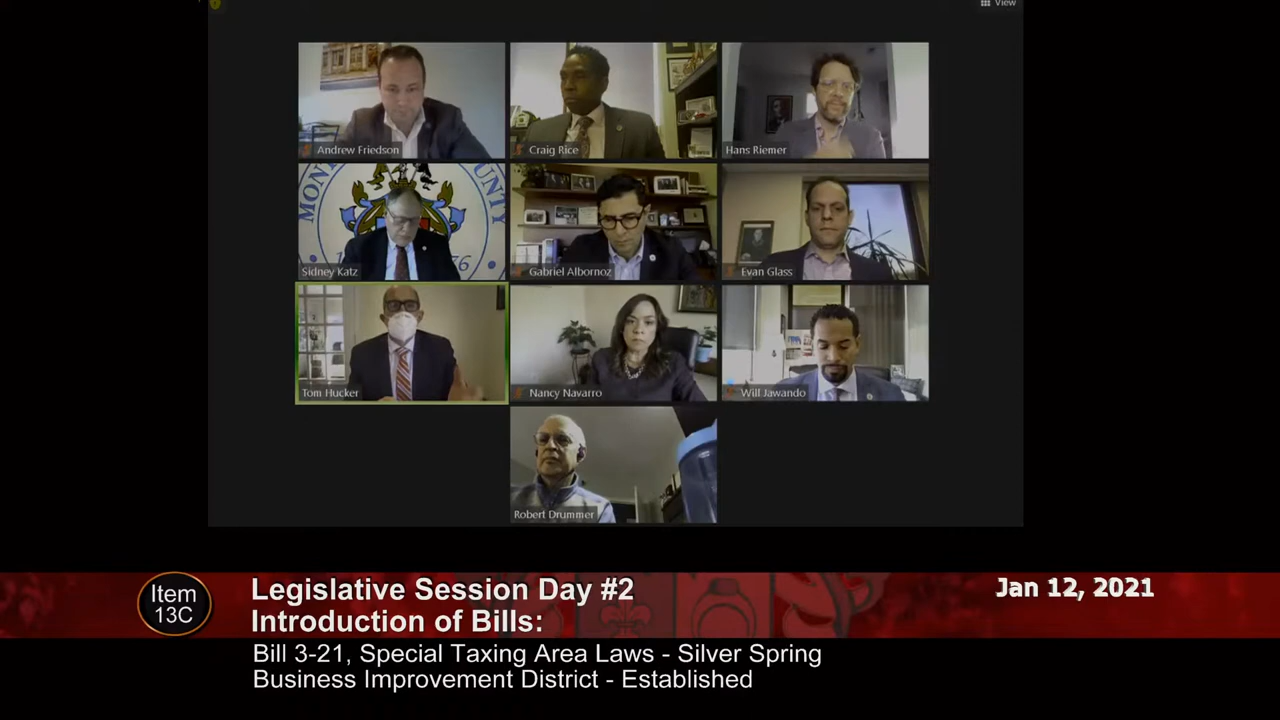 View
Andrew Friedson
Craig Rice
Hans Riemer
Sidney Katz
Gabriel Albornoz
Evan Glass
Tom Hucker
Nancy Navarro
Will Jawando
Robert Drummer
Item
13C
Legislative Session Day #2
Introduction of Bills:
Jan 12, 2021
Bill 3-21, Special Taxing Area Laws - Silver Spring
Business Improvement District - Established